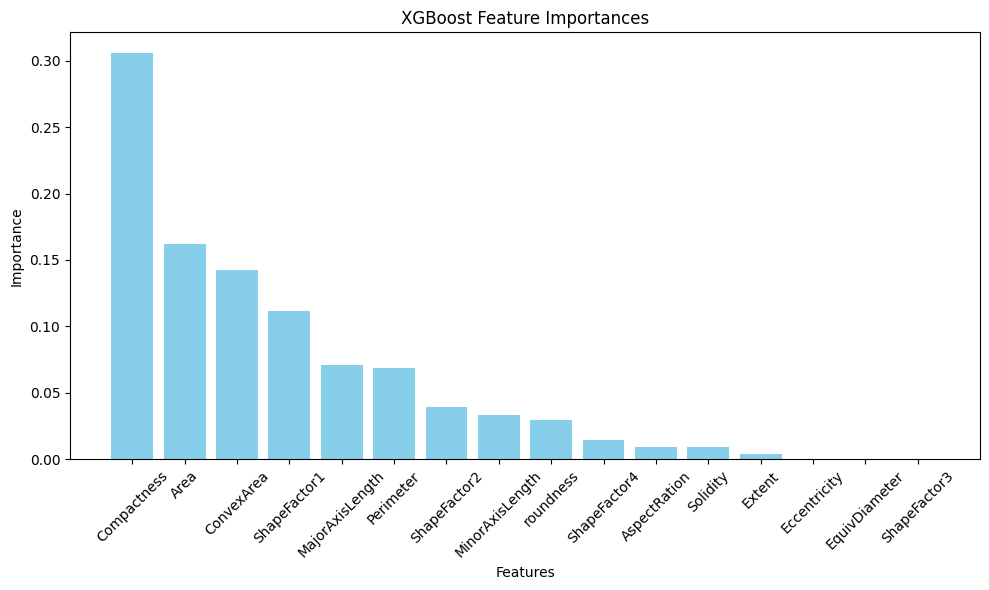 XGBoost Feature Importances
Importance
0.30
0.25
0.20
0.15
0.10
0.05
0.00
Compactness
Area
ConvexArea
ShapeFactor1
MajorAxisLength
Perimeter
ShapeFactor2
MinorAxisLength
roundness
ShapeFactor4
AspectRation
Solidity
Extent
Eccentricity
EquivDiameter
ShapeFactor3
Features